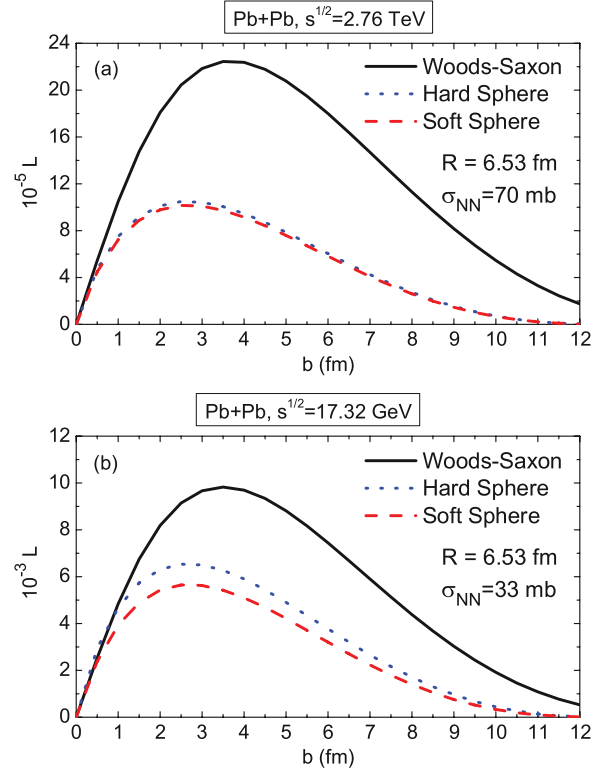 Pb+Pb, s^1/2=2.76 TeV
(a)
Woods-Saxon
Hard Sphere
Soft Sphere
R = 6.53 fm
σNN=70 mb
24
20
16
12
8
4
0
10^-5 L
0 1 2 3 4 5 6 7 8 9 10 11 12
b (fm)
Pb+Pb, s^1/2=17.32 GeV
(b)
Woods-Saxon
Hard Sphere
Soft Sphere
R = 6.53 fm
σNN=33 mb
12
10
8
6
4
2
0
10^-3 L
0 1 2 3 4 5 6 7 8 9 10 11 12
b (fm)